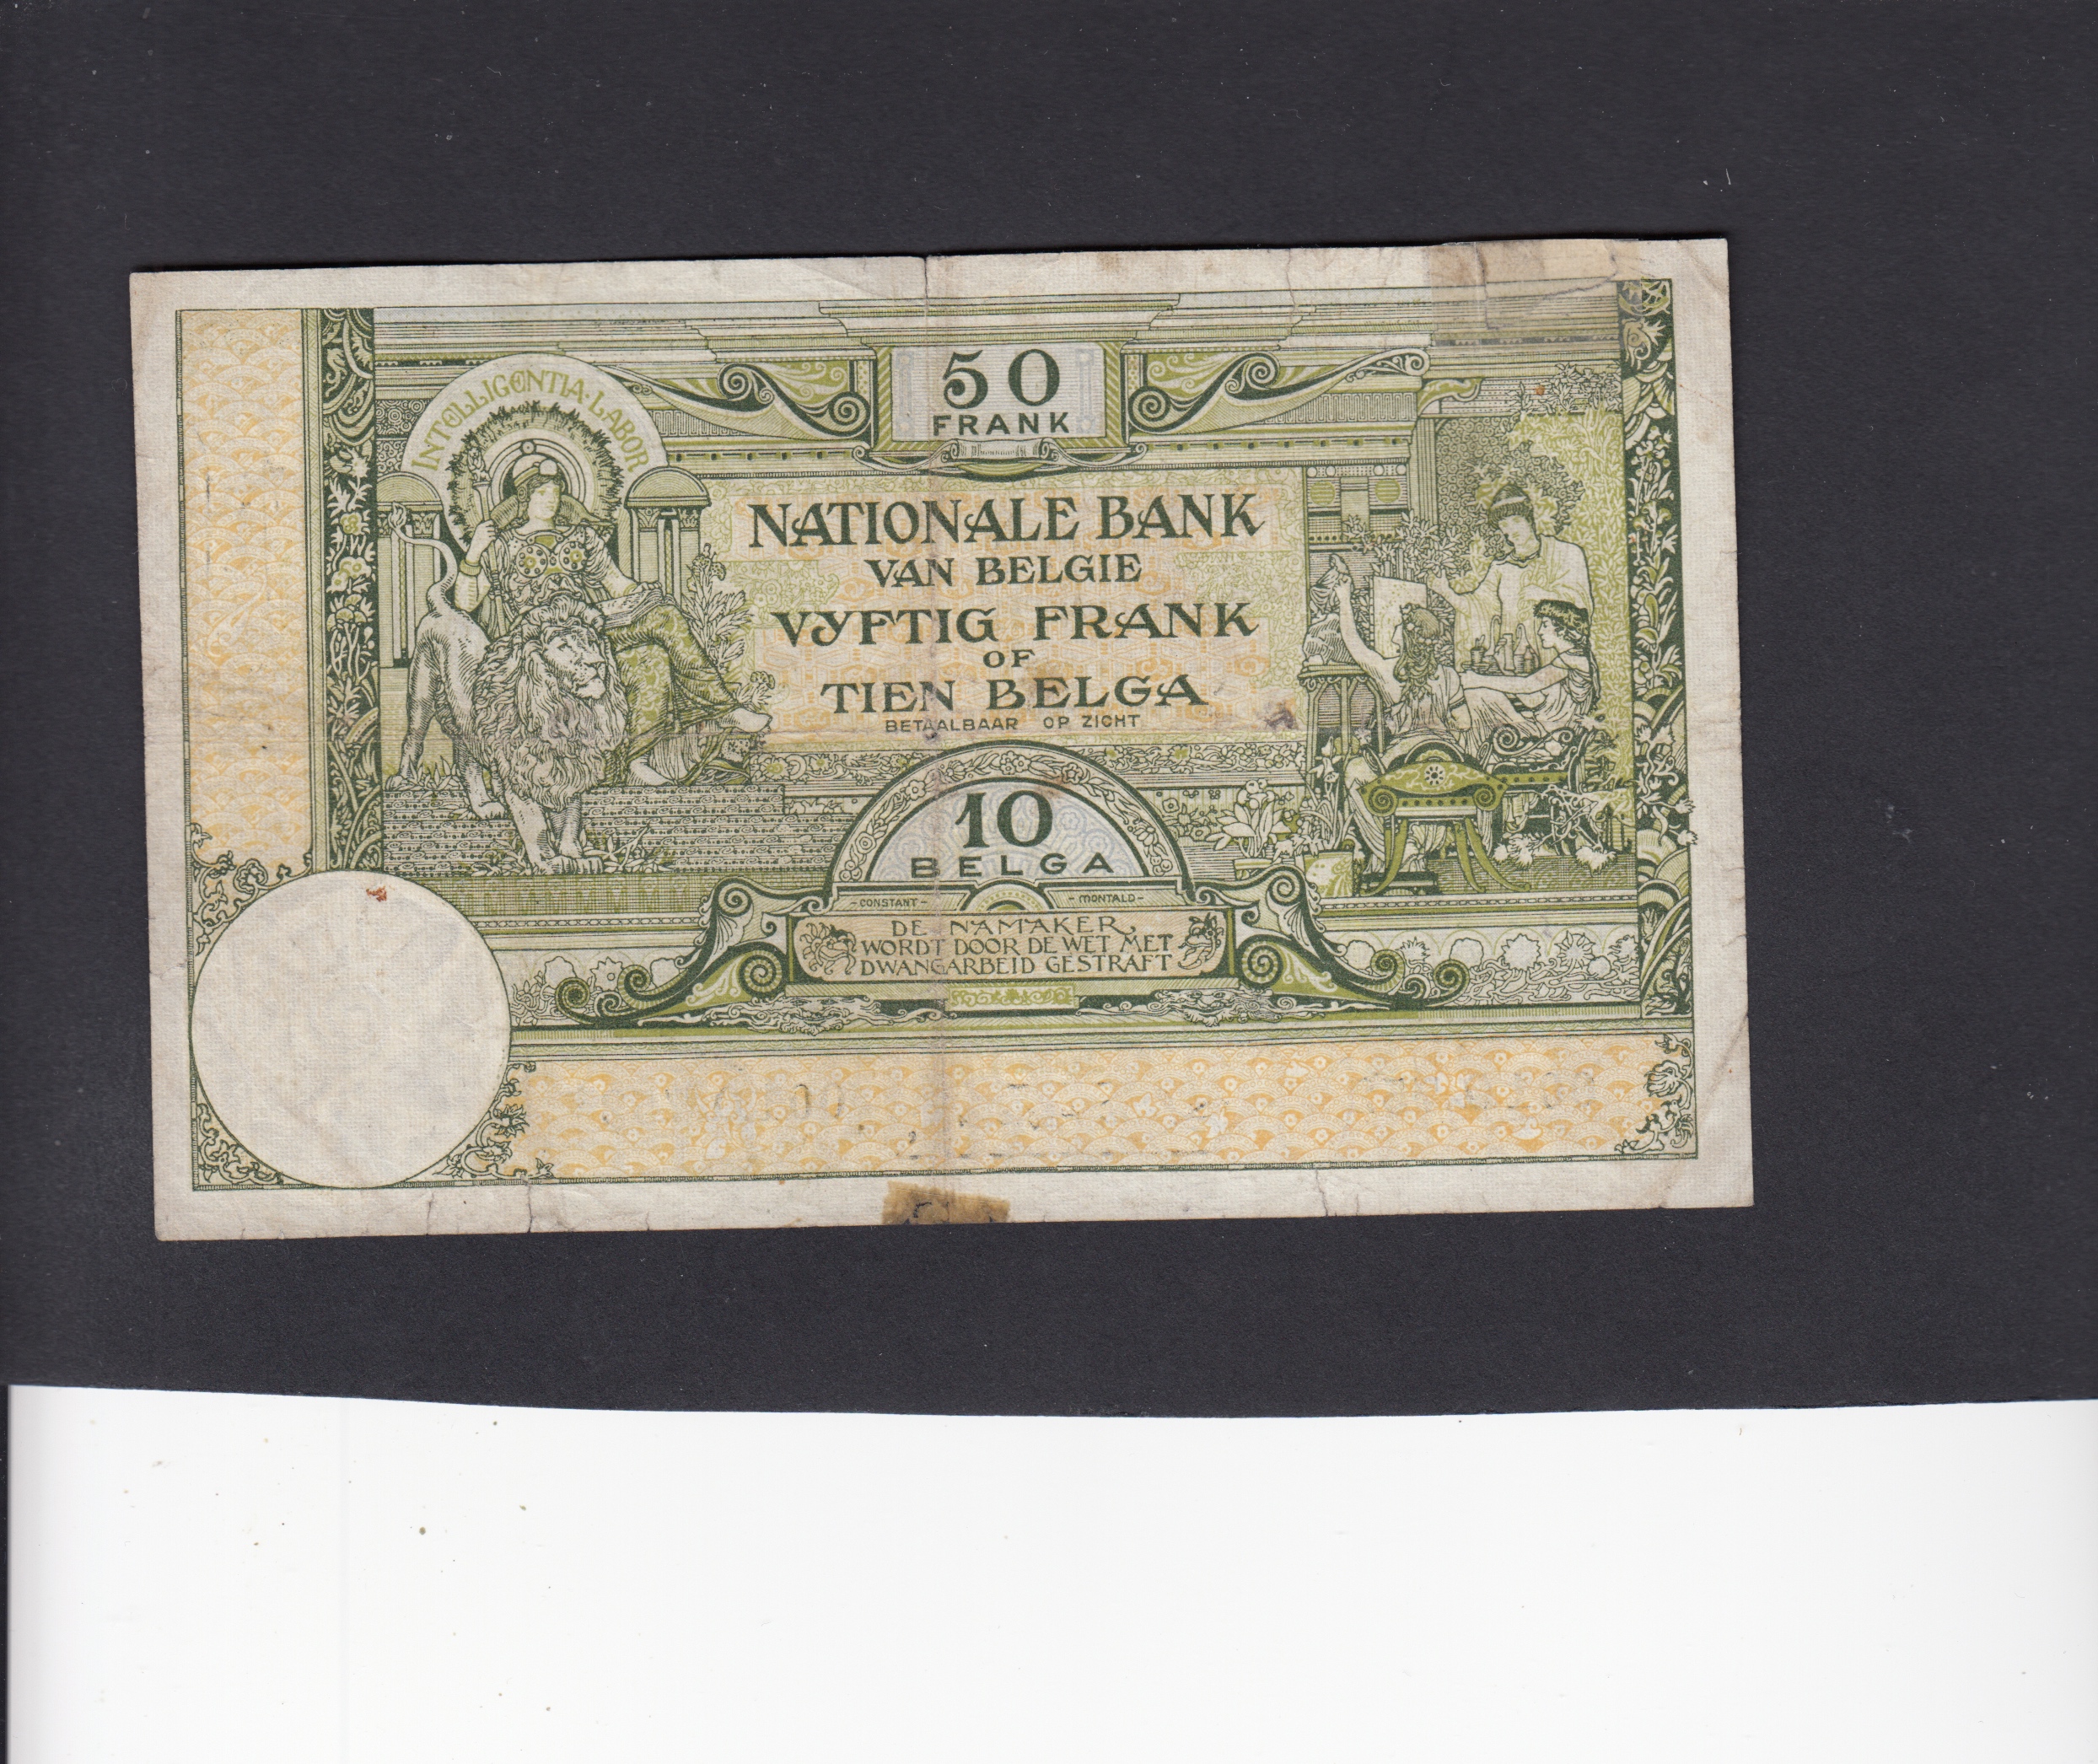 INTELLIGENTIA·LABOR
50
FRANK
NATIONALE BANK
VAN BELGIE
VYFTIG FRANK
OF
TIEN BELGA
BETAALBAAR OP ZICHT
10
BELGA
-CONSTANT- -MONTALD-
DE NAMAKER
WORDT DOOR DE WET MET
DWANGARBEID GESTRAFT